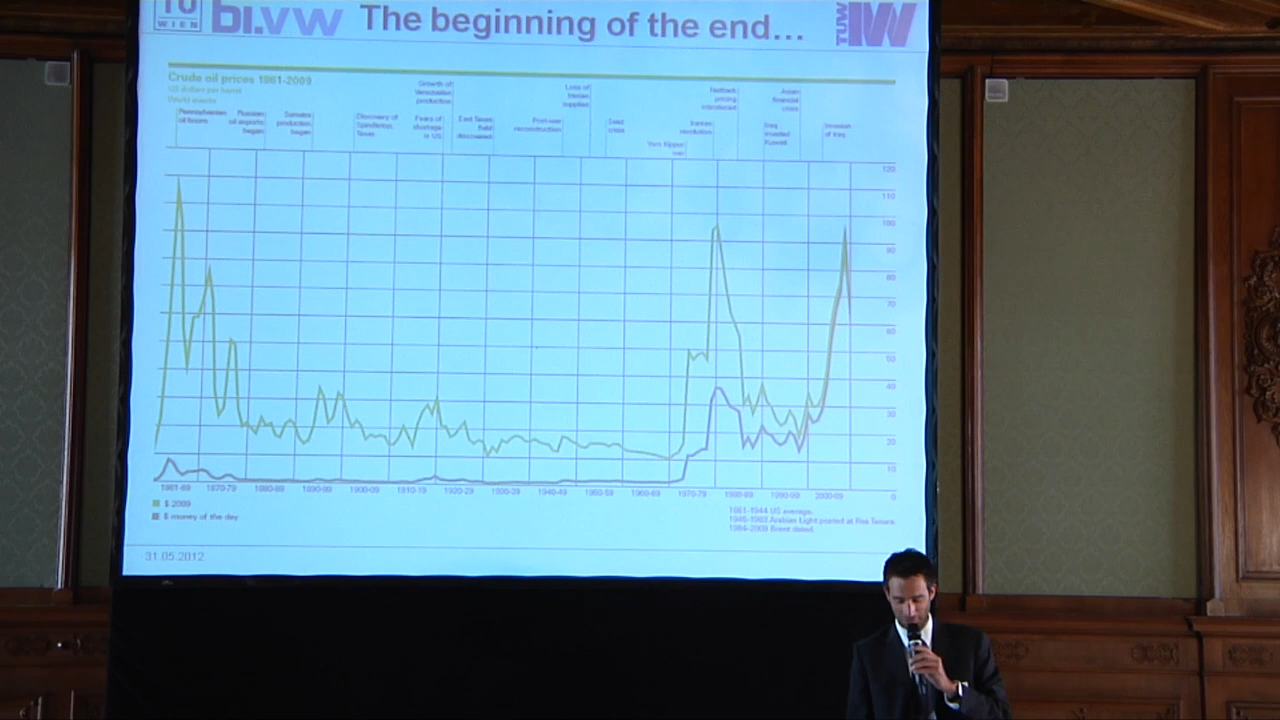 TU
WIEN
bi.vw
The beginning of the end...
TUW
IW
Crude oil prices 1861-2009
US dollars per barrel
World events
Pennsylvanian
oil boom
Russian
oil exports
began
Sumatra
production
began
Discovery of
Spindletop,
Texas
Growth of
Venezuelan
production
Fears of
shortage
in US
East Texas
field
discovered
Post-war
reconstruction
Loss of
Iranian
supplies
Suez
crisis
Yom Kippur
war
Iranian
revolution
Netback
pricing
introduced
Asian
financial
crisis
Iraq
invaded
Kuwait
Invasion
of Iraq
120
110
100
90
80
70
60
50
40
30
20
10
0
1861-69
1870-79
1880-89
1890-99
1900-09
1910-19
1920-29
1930-39
1940-49
1950-59
1960-69
1970-79
1980-89
1990-99
2000-09
$ 2009
$ money of the day
1861-1944 US average.
1945-1983 Arabian Light posted at Ras Tanura.
1984-2009 Brent dated.
31.05.2012